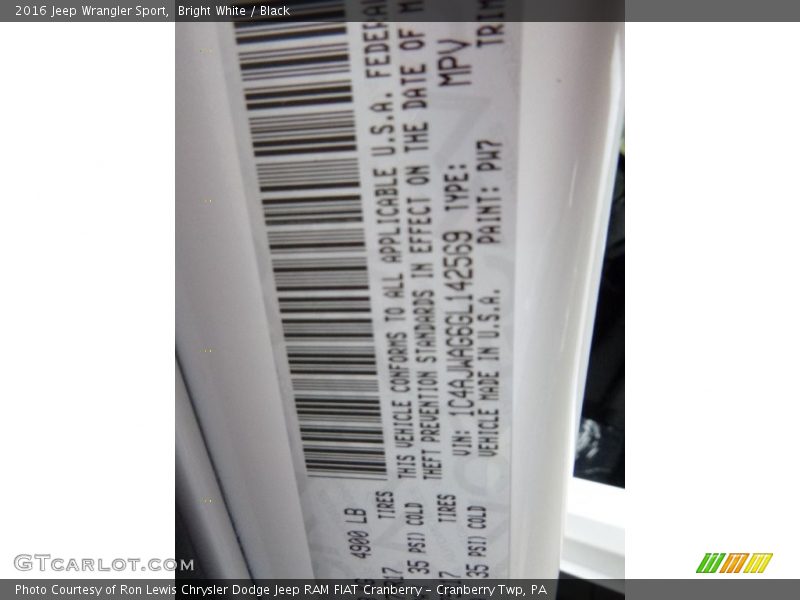 2016 Jeep Wrangler Sport, Bright White / Black
THIS VEHICLE CONFORMS TO ALL APPLICABLE U.S.A. FEDERA
THEFT PREVENTION STANDARDS IN EFFECT ON THE DATE OF M
VIN: 1C4AJWAG6GL142569 TYPE: MPV
VEHICLE MADE IN U.S.A. PAINT: PW7 TRIM
4900 LB
TIRES
35 PSI) COLD
TIRES
35 PSI) COLD
GTCarLot.com
Photo Courtesy of Ron Lewis Chrysler Dodge Jeep RAM FIAT Cranberry – Cranberry Twp, PA